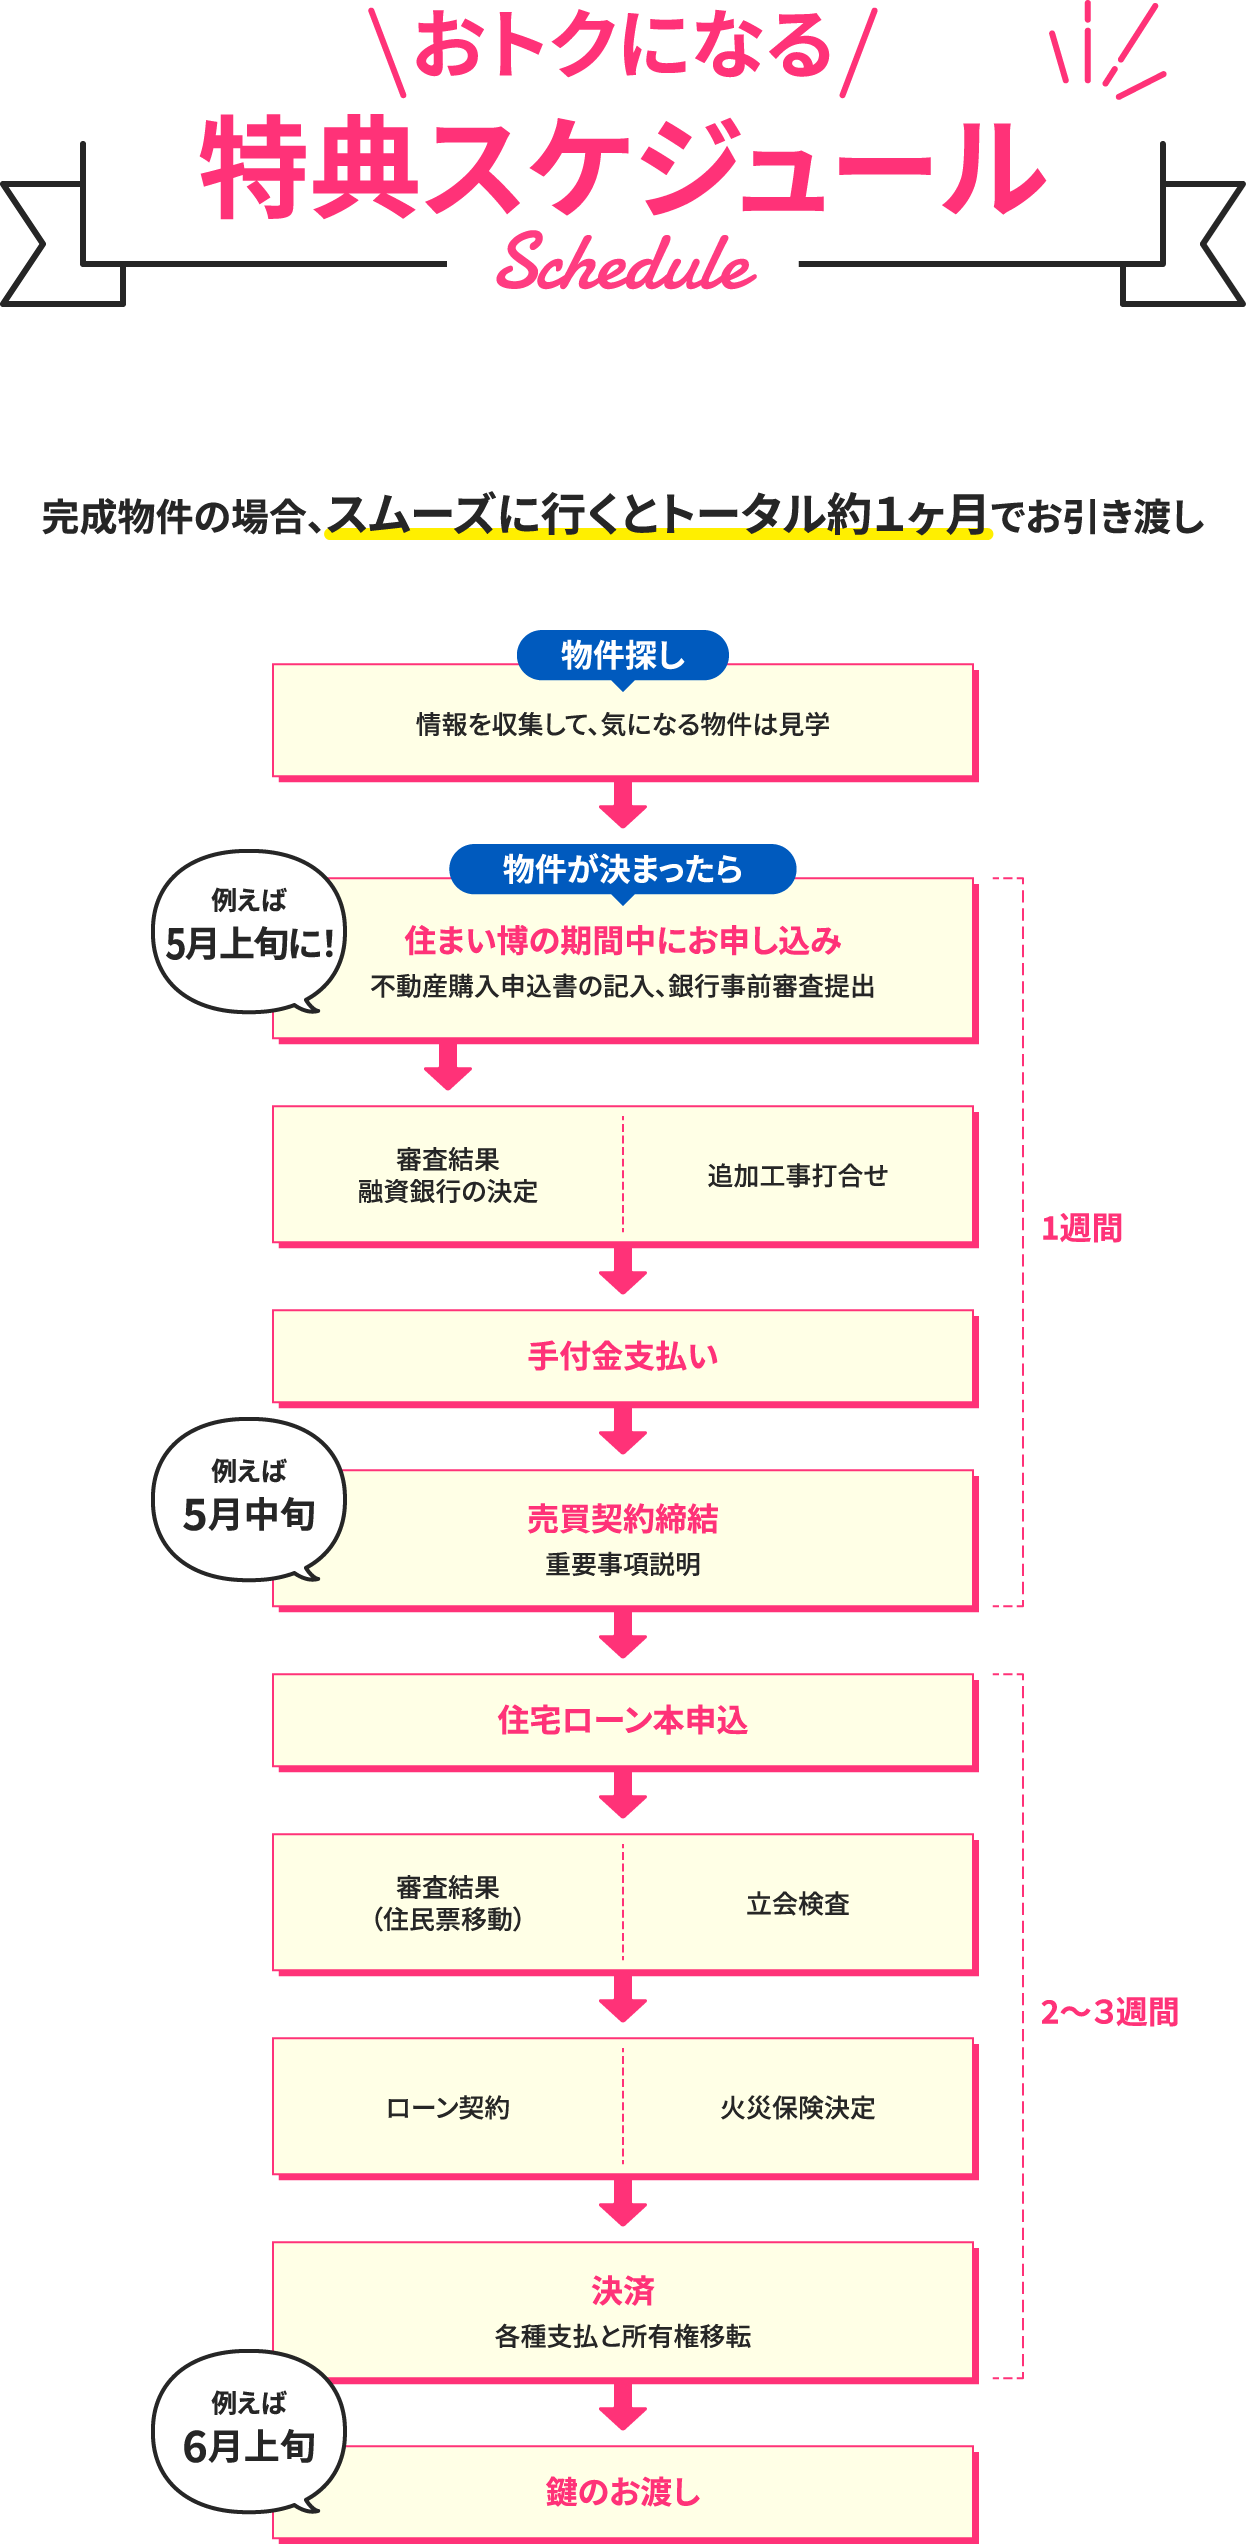 おトクになる
特典スケジュール
Schedule
完成物件の場合、スムーズに行くとトータル約1ヶ月でお引き渡し
物件探し
情報を収集して、気になる物件は見学
物件が決まったら
例えば
5月上旬に!
住まい博の期間中にお申し込み
不動産購入申込書の記入、銀行事前審査提出
審査結果
融資銀行の決定
追加工事打合せ
1週間
手付金支払い
例えば
5月中旬
売買契約締結
重要事項説明
住宅ローン本申込
審査結果
（住民票移動）
立会検査
2〜3週間
ローン契約
火災保険決定
決済
各種支払と所有権移転
例えば
6月上旬
鍵のお渡し